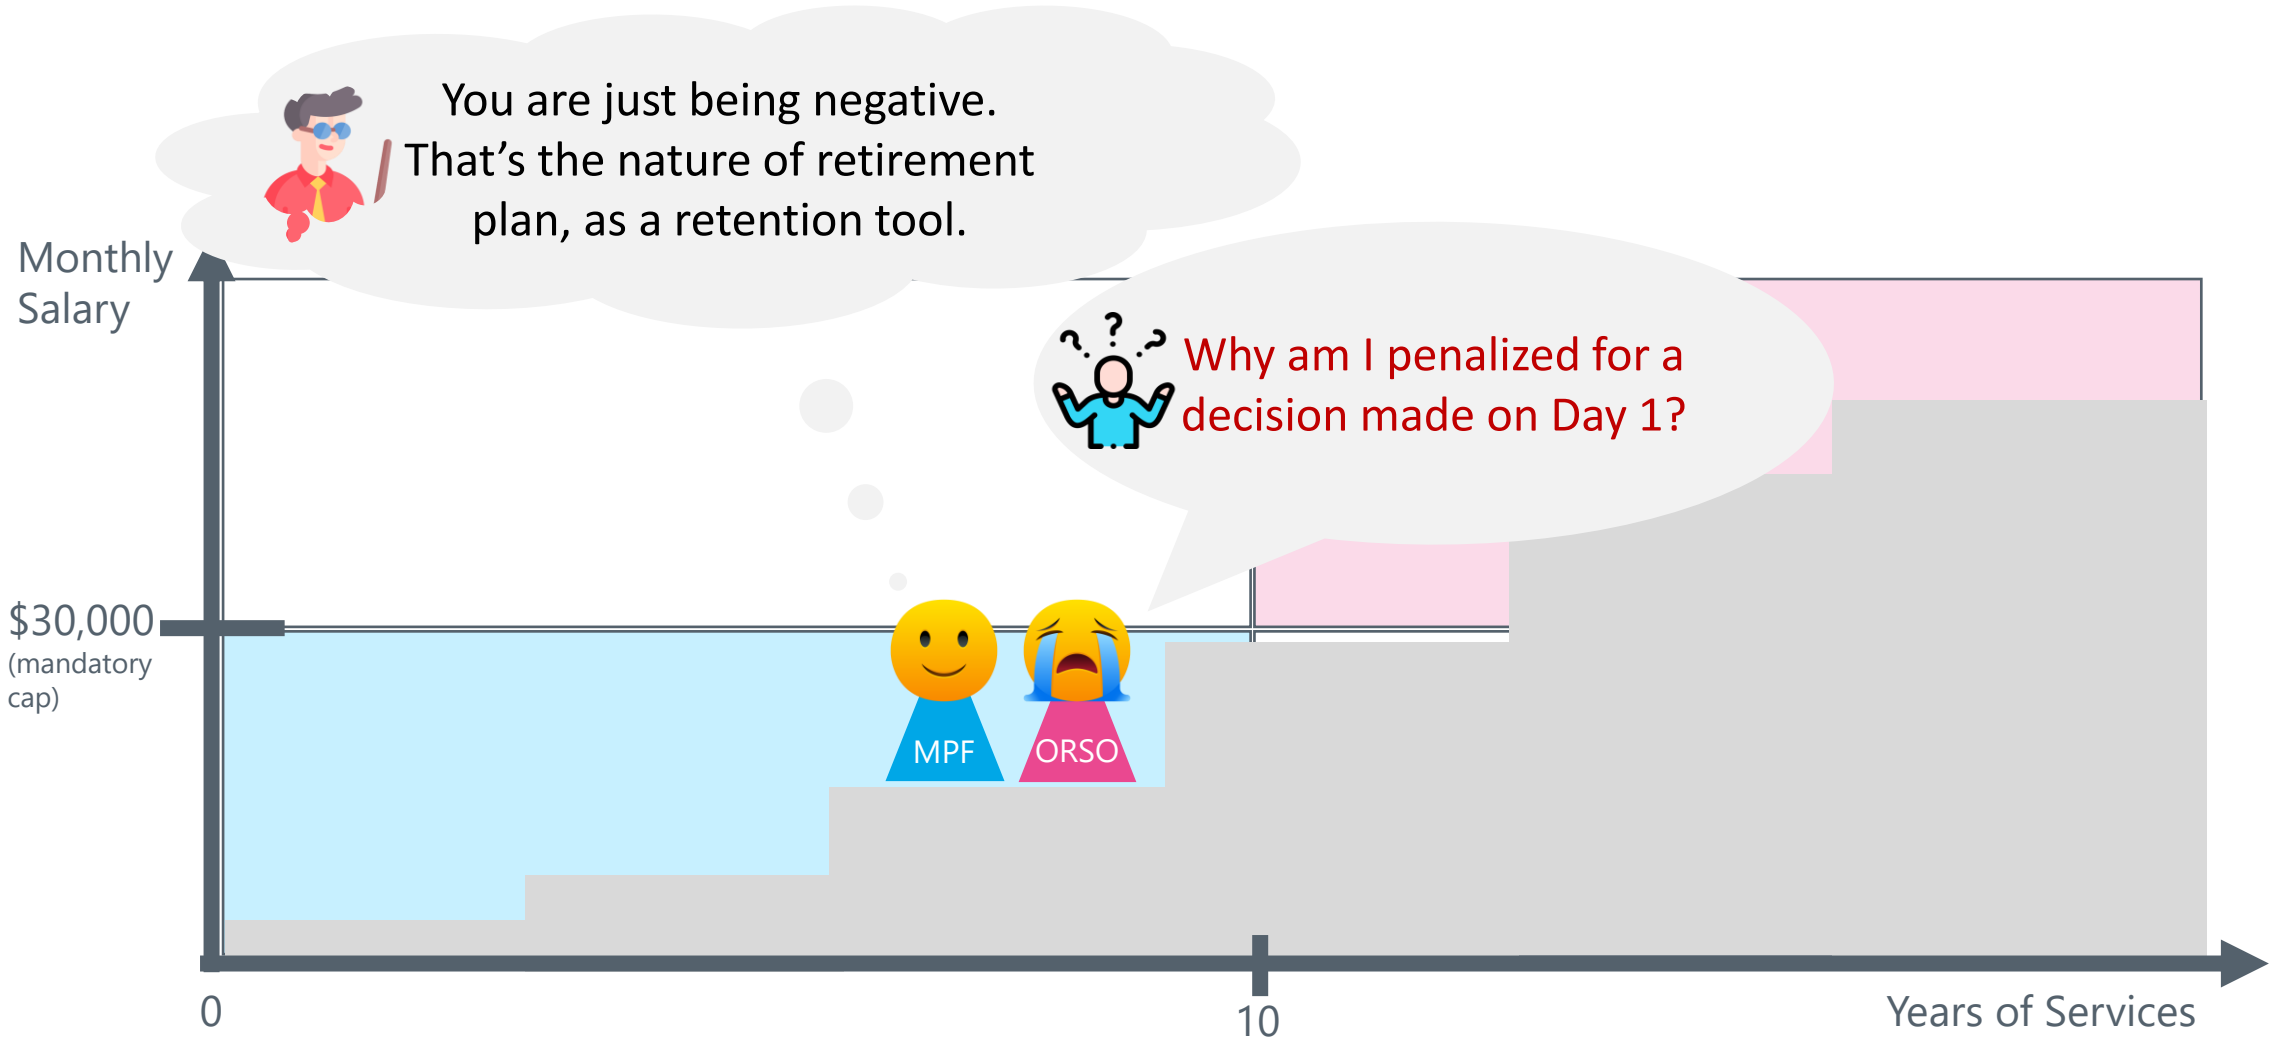 You are just being negative.
That’s the nature of retirement
plan, as a retention tool.
Monthly
Salary
? ? ?
Why am I penalized for a
decision made on Day 1?
$30,000
(mandatory
cap)
MPF
ORSO
0
10
Years of Services